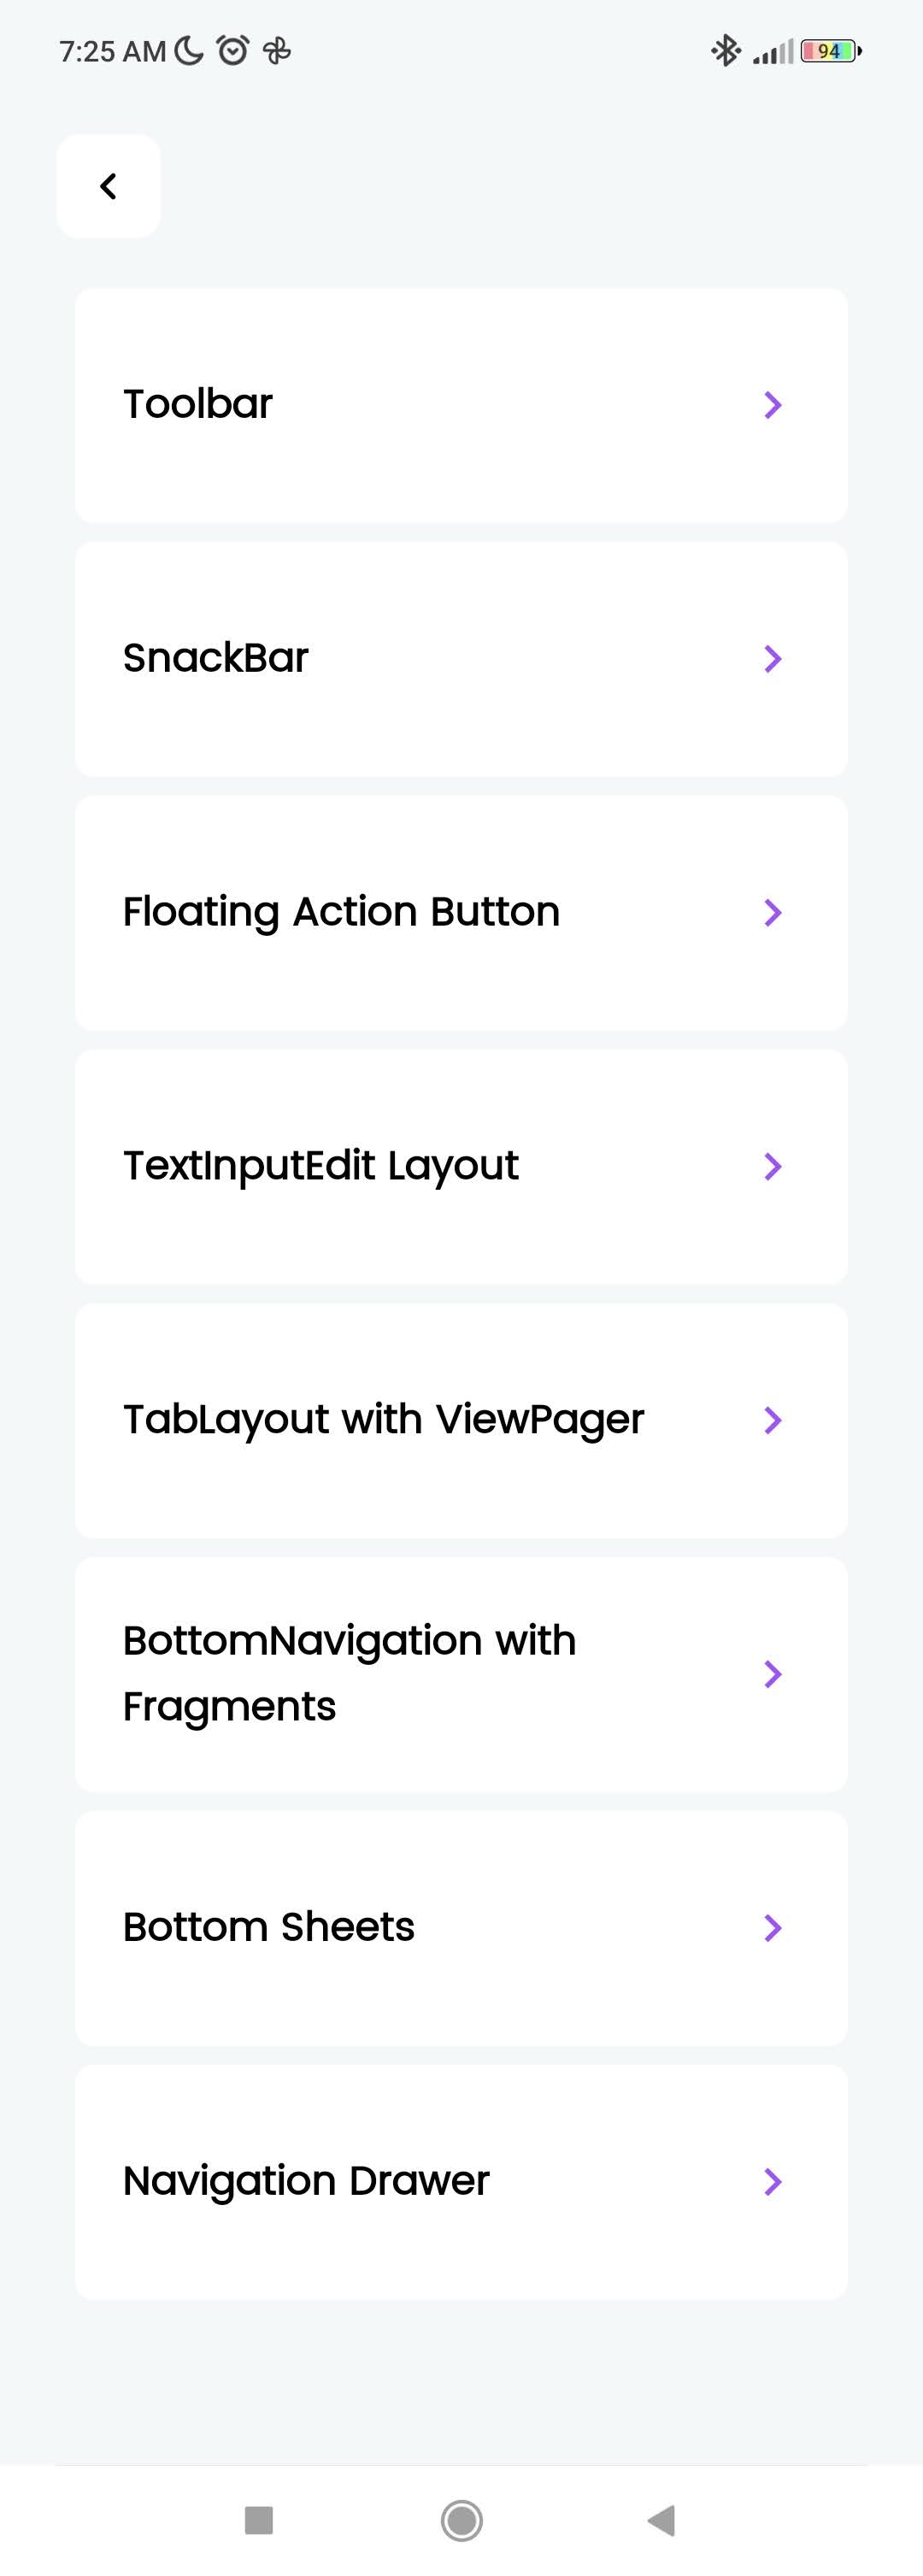 7:25 AM
94
Toolbar
SnackBar
Floating Action Button
TextInputEdit Layout
TabLayout with ViewPager
BottomNavigation with
Fragments
Bottom Sheets
Navigation Drawer